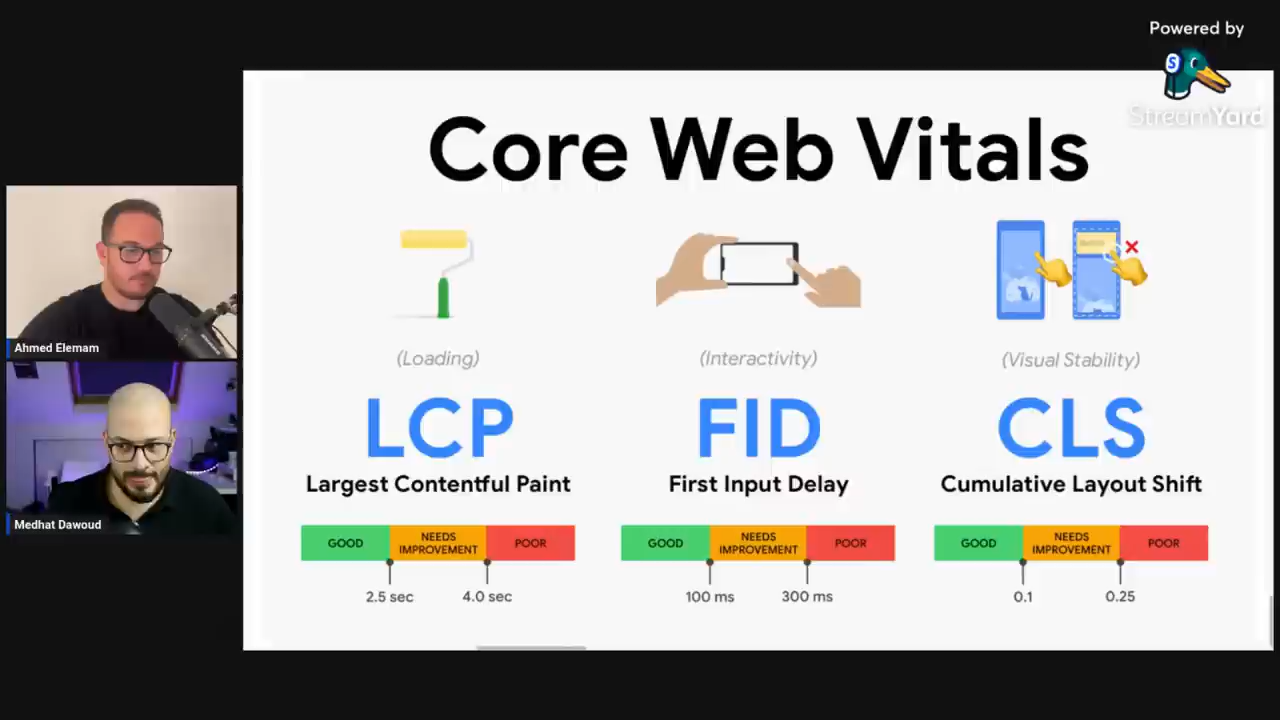 Powered by
StreamYard
Core Web Vitals
(Loading)
(Interactivity)
(Visual Stability)
LCP
FID
CLS
Largest Contentful Paint
First Input Delay
Cumulative Layout Shift
GOOD
NEEDS
IMPROVEMENT
POOR
GOOD
NEEDS
IMPROVEMENT
POOR
GOOD
NEEDS
IMPROVEMENT
POOR
2.5 sec
4.0 sec
100 ms
300 ms
0.1
0.25
Ahmed Elemam
Medhat Dawoud